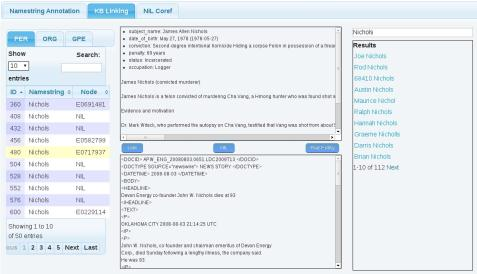 Namestring Annotation
KB Linking
NIL Coref
PER
ORG
GPE
Show
Search:
10
entries
ID
Namestring
Node
360 Nichols E0691481
408 Nichols NIL
432 Nichols NIL
456 Nichols E0582799
480 Nichols E0717937
504 Nichols NIL
528 Nichols NIL
552 Nichols NIL
576 Nichols NIL
600 Nichols E0229114
Showing 1 to 10
of 50 entries
ous 1 2 3 4 5 Next Last
subject_name: James Allen Nichols
date_of_birth: May 27, 1978 (1978-05-27)
conviction: Second degree intentional homicide Hiding a corpse Felon in possession of a firear
penalty: 69 years
status: Incarcerated
occupation: Logger
James Nichols (convicted murderer)
James Nichols is a felon convicted of murdering Cha Vang, a Hmong hunter who was found shot a
Evidence and motivation
Dr. Mark Witeck, who performed the autopsy on Cha Vang, testified that Vang was shot from about
Link
NIL
<DOCID> APW_ENG_20080803.0651.LDC2009T13 </DOCID>
<DOCTYPE SOURCE="newswire"> NEWS STORY </DOCTYPE>
<DATETIME> 2008-08-03 </DATETIME>
<BODY>
<HEADLINE>
Devon Energy co-founder John W. Nichols dies at 93
</HEADLINE>
<TEXT>
<P>
OKLAHOMA CITY 2008-08-03 21:14:25 UTC
</P>
<P>
John W. Nichols, co-founder and chairman emeritus of Devon Energy
Corp., died Sunday following a lengthy illness, the company said.
He was 93.
</P>
Nichols
Results
Joe Nichols
Rod Nichols
68410 Nichols
Austin Nichols
Maurice Nichol
Ralph Nichols
Hannah Nichols
Graeme Nicholls
Darris Nichols
Brian Nichols
1-10 of 112 Next